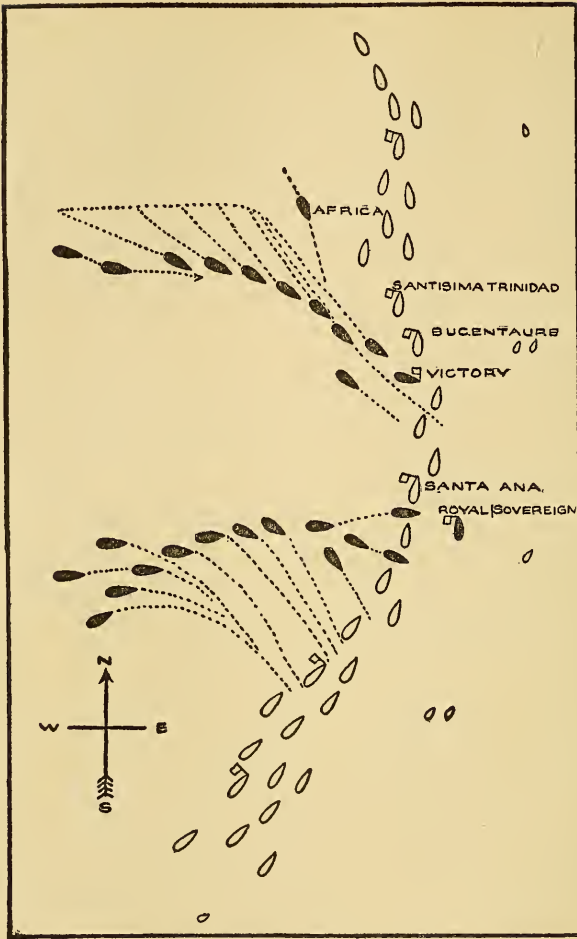 AFRICA
SANTISIMA TRINIDAD
BUCENTAURE
VICTORY
SANTA ANA.
ROYAL SOVEREIGN
N
W E
S